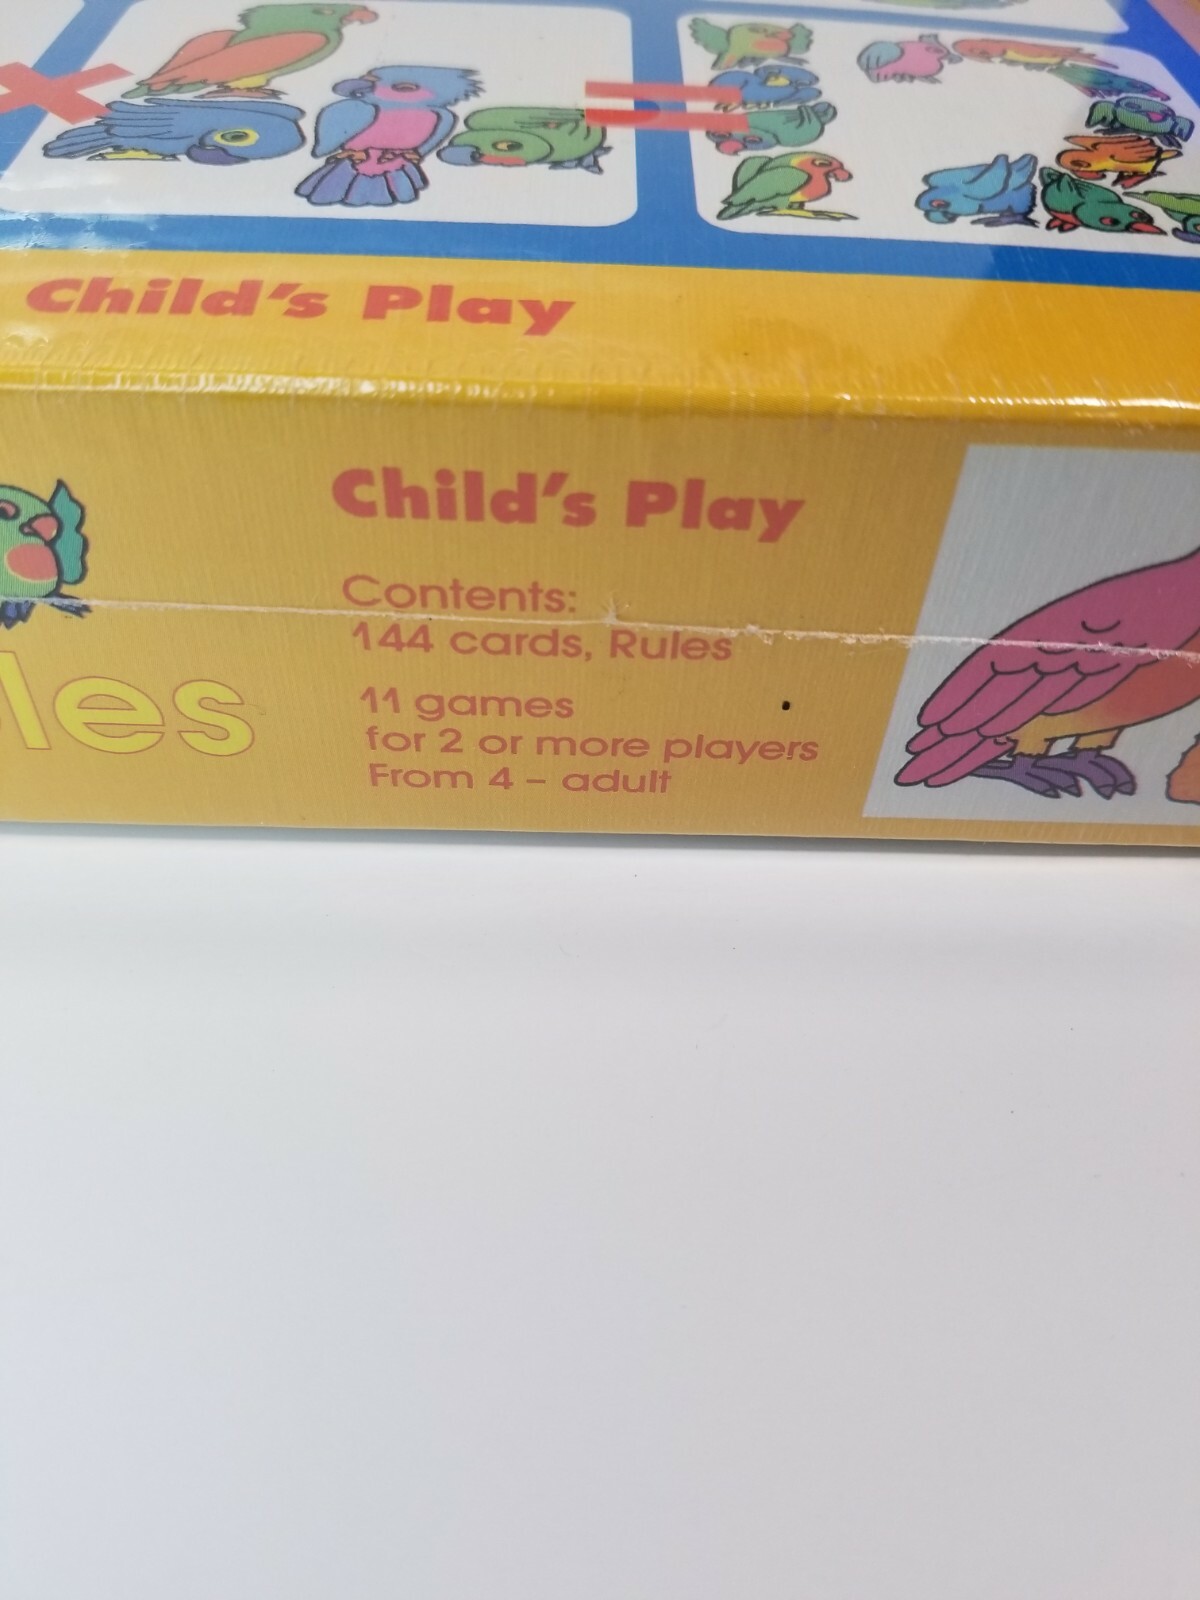 ×
=
Child's Play
Child's Play
Contents:
144 cards, Rules
11 games
for 2 or more players
From 4 – adult